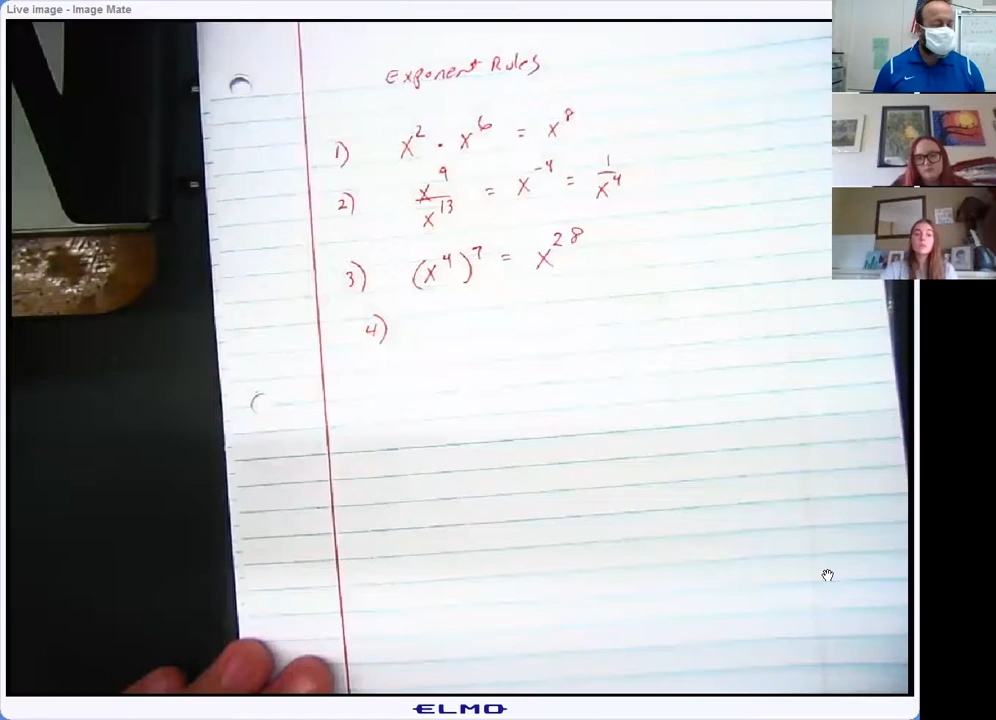 Live image - Image Mate
Exponent Rules
1) x² · x⁶ = x⁸
2) x⁹/x¹³ = x⁻⁴ = 1/x⁴
3) (x⁴)⁷ = x²⁸
4)
ELMO